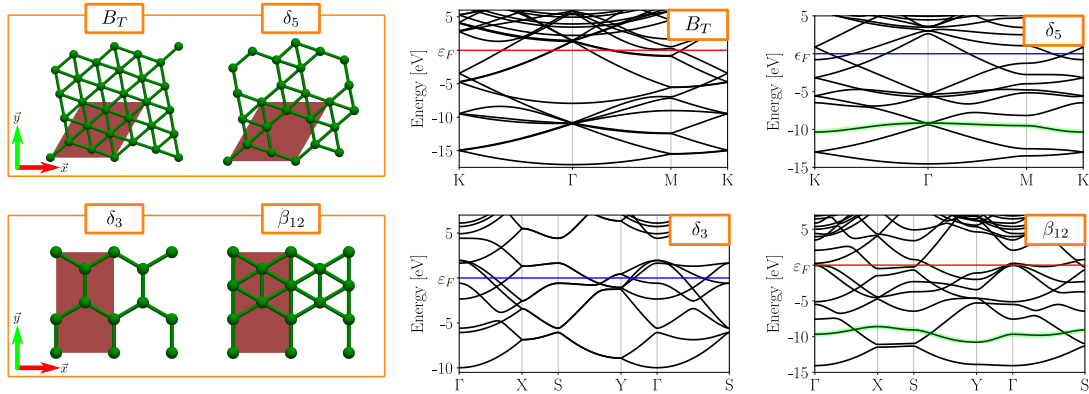 B_T
δ_5
y⃗
x⃗
δ_3
β_12
y⃗
x⃗
B_T
Energy [eV]
5
ε_F
-5
-10
-15
K
Γ
M
K
δ_5
Energy [eV]
5
ϵ_F
-5
-10
-15
K
Γ
M
K
δ_3
Energy [eV]
5
ε_F
-5
-10
Γ
X
S
Y
Γ
S
β_12
Energy [eV]
5
ε_F
-5
-10
-15
Γ
X
S
Y
Γ
S